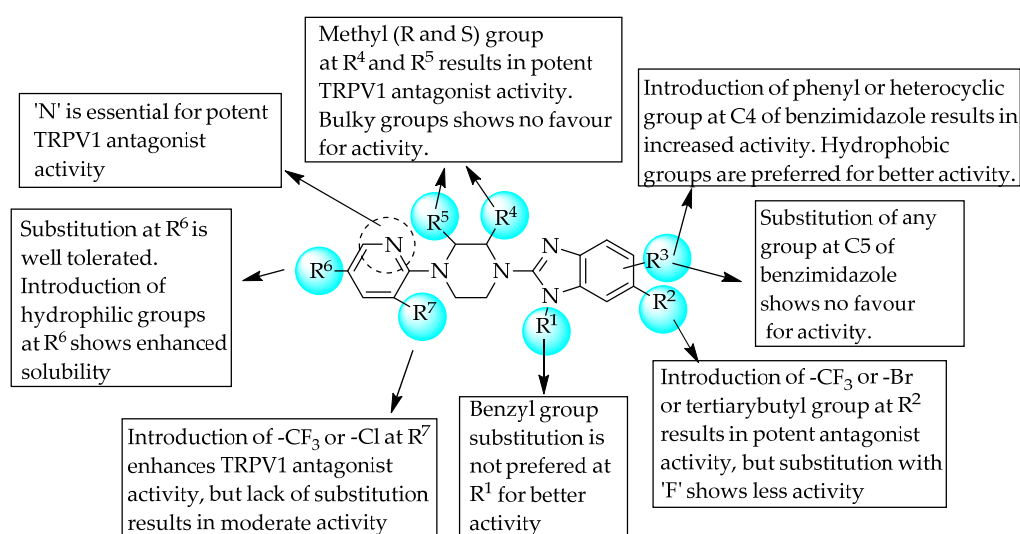 Methyl (R and S) group
at R⁴ and R⁵ results in potent
TRPV1 antagonist activity.
Bulky groups shows no favour
for activity.
Introduction of phenyl or heterocyclic
group at C4 of benzimidazole results in
increased activity. Hydrophobic
groups are preferred for better activity.
'N' is essential for potent
TRPV1 antagonist
activity
Substitution at R⁶ is
well tolerated.
Introduction of
hydrophilic groups
at R⁶ shows enhanced
solubility
Substitution of any
group at C5 of
benzimidazole
shows no favour
for activity.
R⁵
R⁴
N
N
R³
R⁶
N
N
R²
R⁷
N
R¹
Introduction of -CF₃ or -Cl at R⁷
enhances TRPV1 antagonist
activity, but lack of substitution
results in moderate activity
Benzyl group
substitution is
not prefered at
R¹ for better
activity
Introduction of -CF₃ or -Br
or tertiarybutyl group at R²
results in potent antagonist
activity, but substitution with
'F' shows less activity